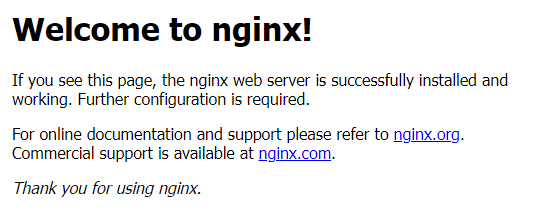 Welcome to nginx!
If you see this page, the nginx web server is successfully installed and
working. Further configuration is required.
For online documentation and support please refer to nginx.org.
Commercial support is available at nginx.com.
Thank you for using nginx.